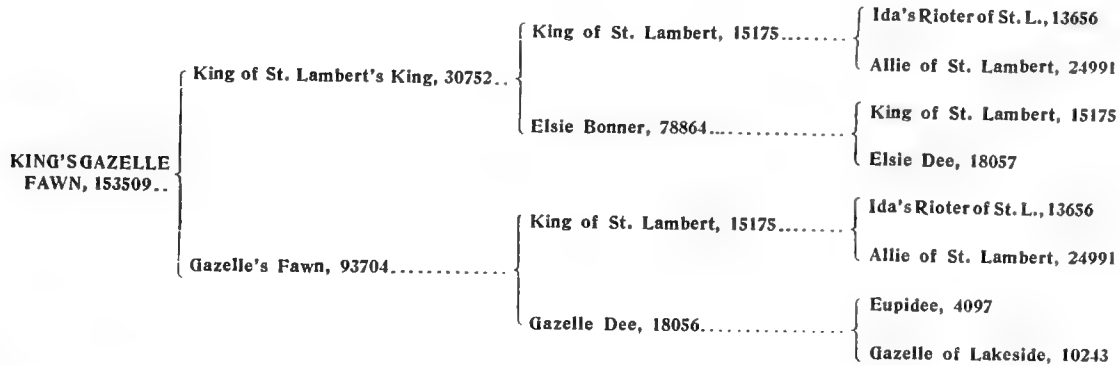 Ida's Rioter of St. L., 13656
King of St. Lambert, 15175........
Allie of St. Lambert, 24991
King of St. Lambert's King, 30752..
King of St. Lambert, 15175
Elsie Bonner, 78864...............
Elsie Dee, 18057
KING'S GAZELLE
FAWN, 153509..
Ida's Rioter of St. L., 13656
King of St. Lambert, 15175........
Allie of St. Lambert, 24991
Gazelle's Fawn, 93704..............
Eupidee, 4097
Gazelle Dee, 18056................
Gazelle of Lakeside, 10243